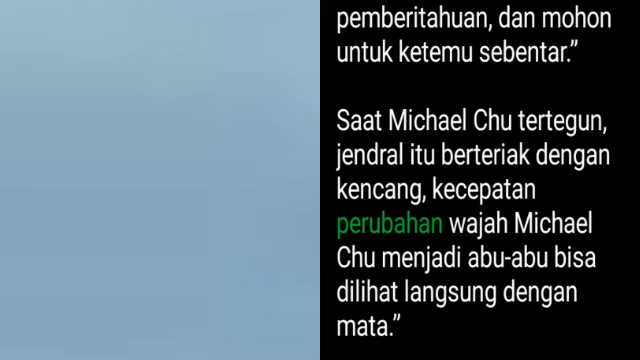 pemberitahuan, dan mohon
untuk ketemu sebentar.”
Saat Michael Chu tertegun,
jendral itu berteriak dengan
kencang, kecepatan
perubahan wajah Michael
Chu menjadi abu-abu bisa
dilihat langsung dengan
mata.”